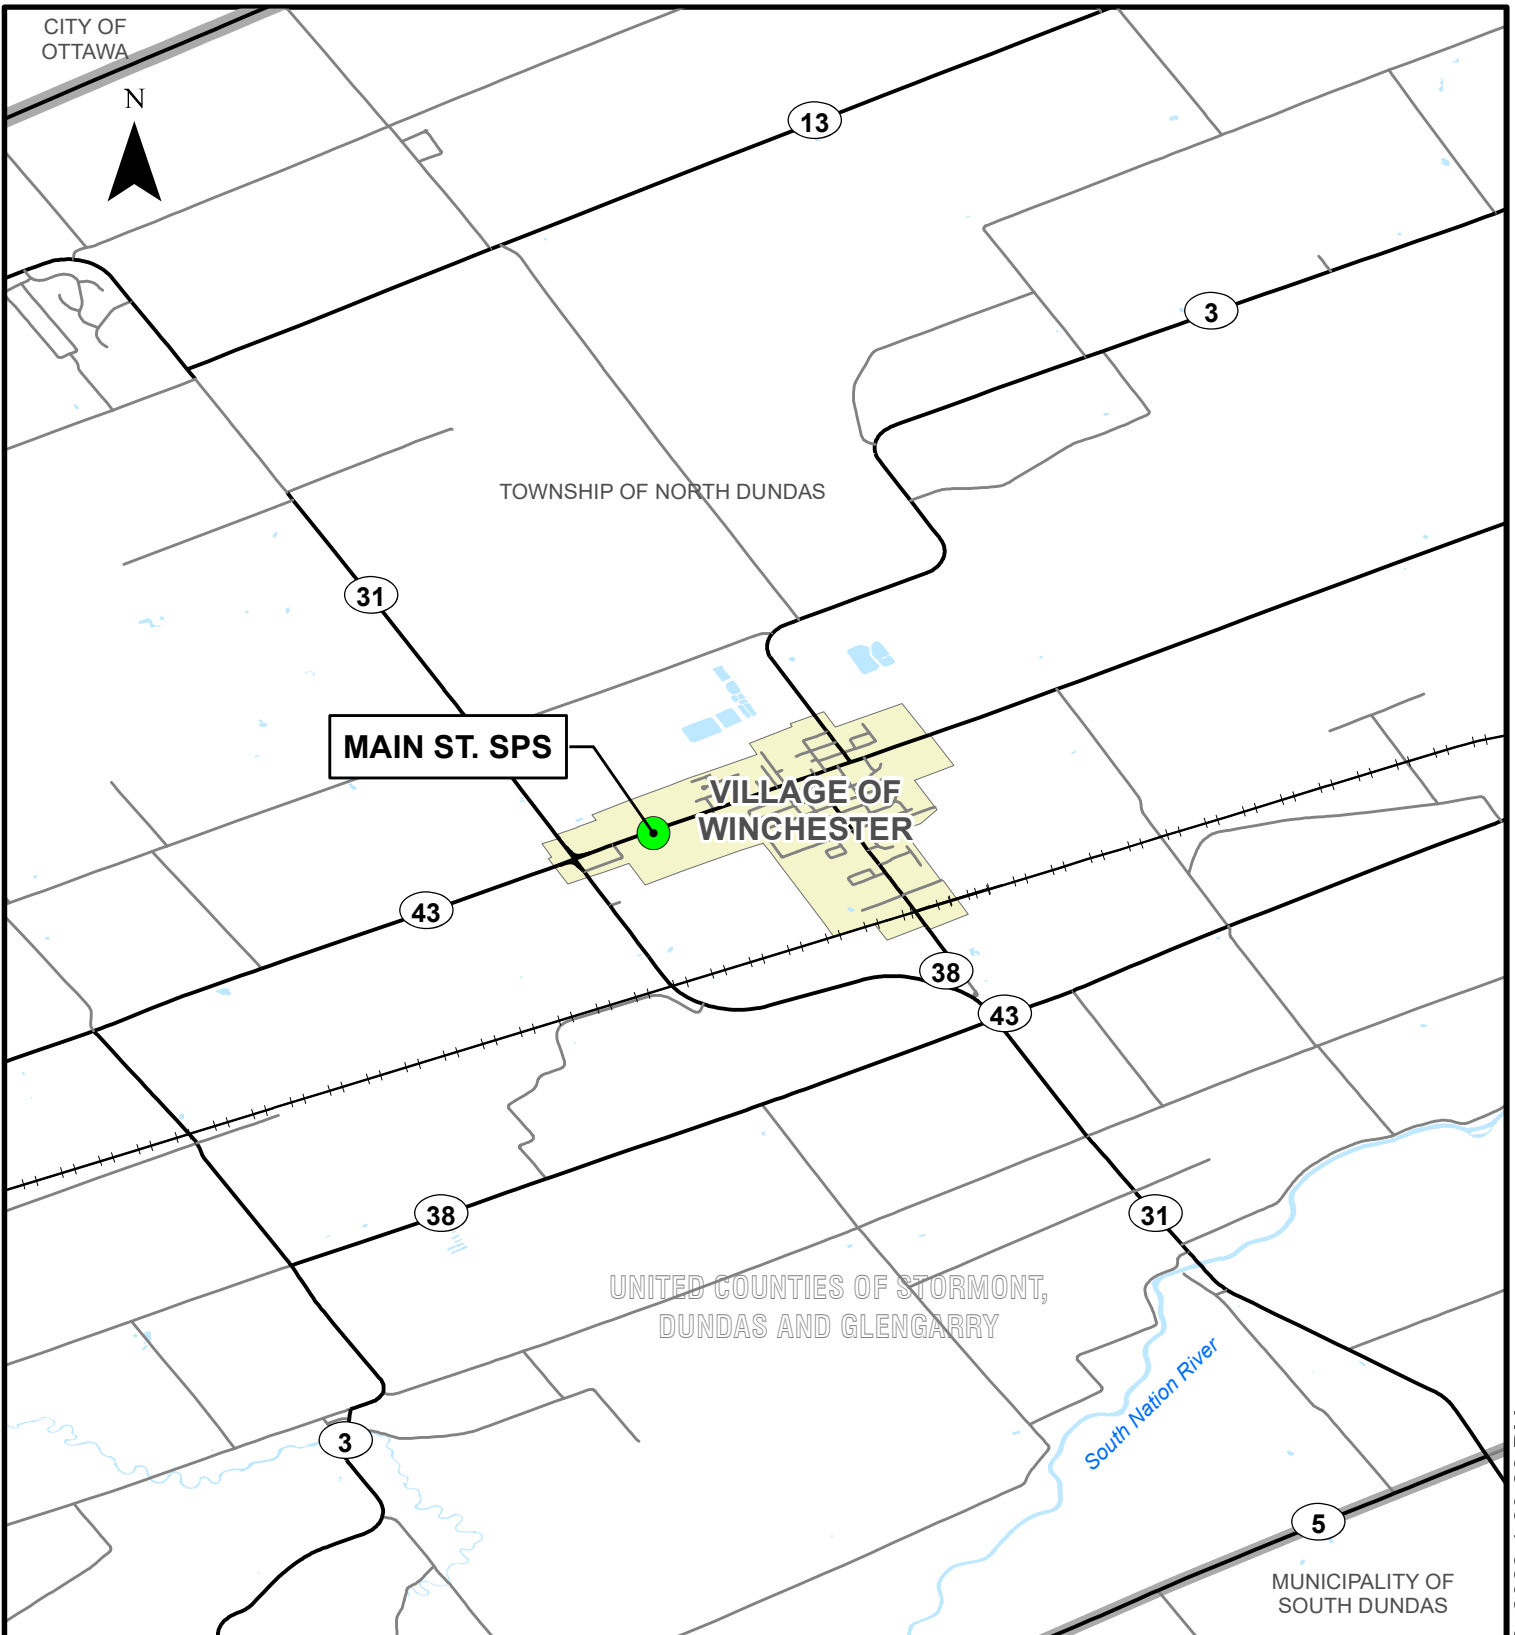 CITY OF
OTTAWA
N
13
3
TOWNSHIP OF NORTH DUNDAS
31
MAIN ST. SPS
VILLAGE OF
WINCHESTER
43
38
43
38
31
UNITED COUNTIES OF STORMONT,
DUNDAS AND GLENGARRY
South Nation River
3
5
MUNICIPALITY OF
SOUTH DUNDAS